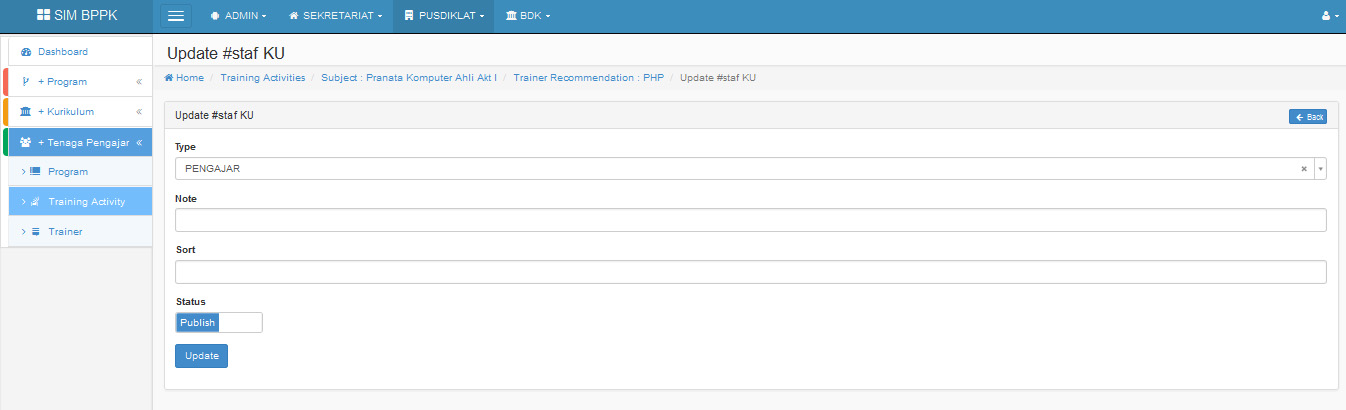 SIM BPPK
ADMIN
SEKRETARIAT
PUSDIKLAT
BDK
Dashboard
+ Program «
+ Kurikulum «
+ Tenaga Pengajar «
> Program
> Training Activity
> Trainer
Update #staf KU
Home / Training Activities / Subject : Pranata Komputer Ahli Akt I / Trainer Recommendation : PHP / Update #staf KU
Update #staf KU
Back
Type
PENGAJAR ×
Note
Sort
Status
Publish
Update